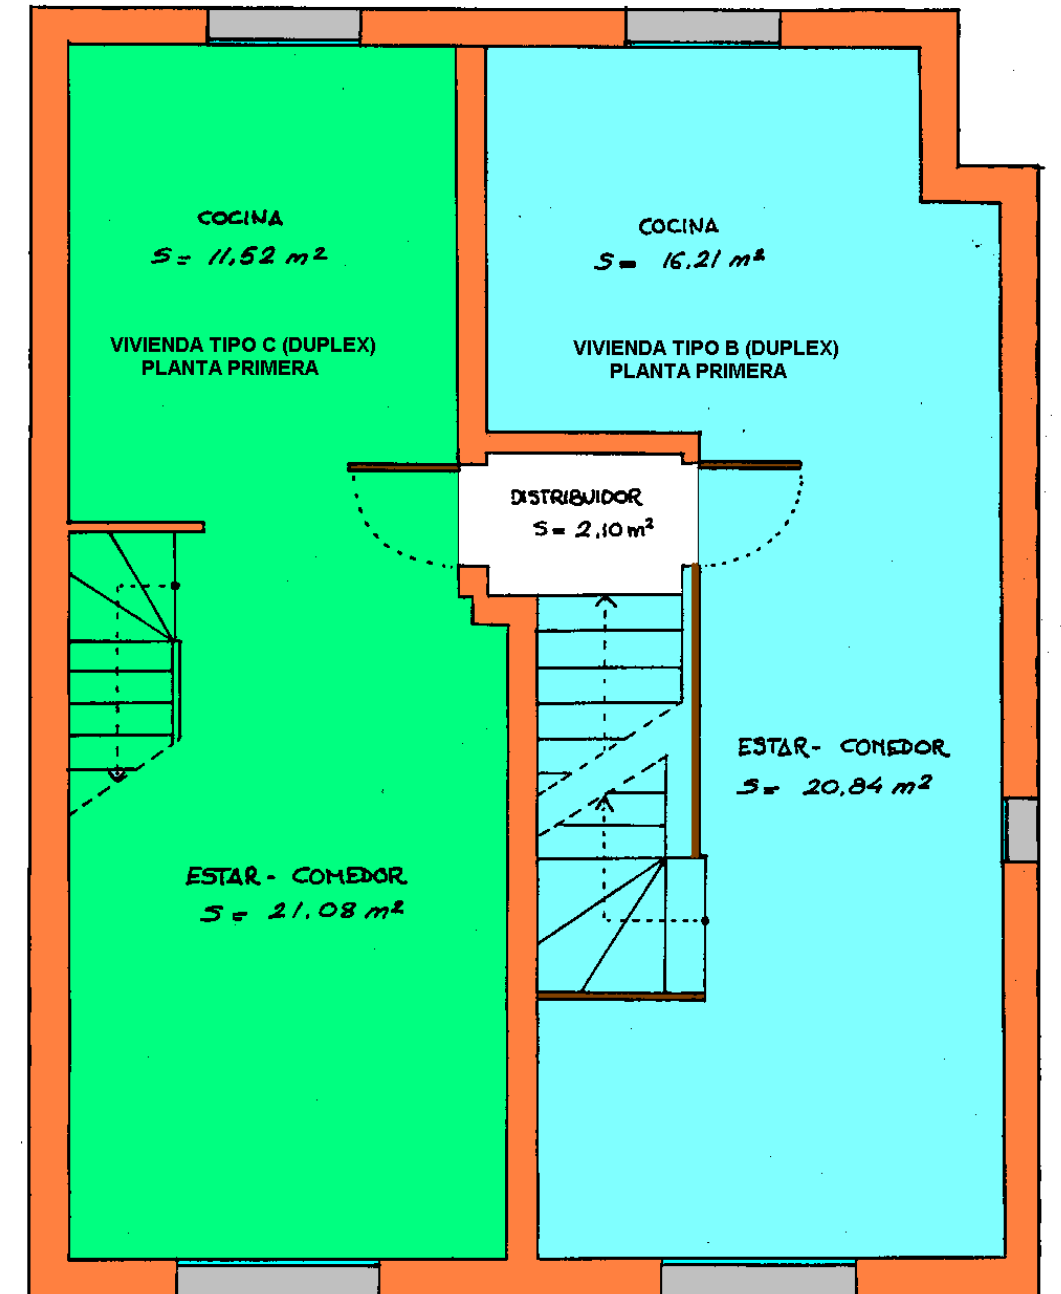 COCINA
S= 11,52 m²
VIVIENDA TIPO C (DUPLEX)
PLANTA PRIMERA
COCINA
S= 16,21 m²
VIVIENDA TIPO B (DUPLEX)
PLANTA PRIMERA
DISTRIBUIDOR
S= 2,10 m²
ESTAR- COMEDOR
S= 20,84 m²
ESTAR- COMEDOR
S= 21,08 m²